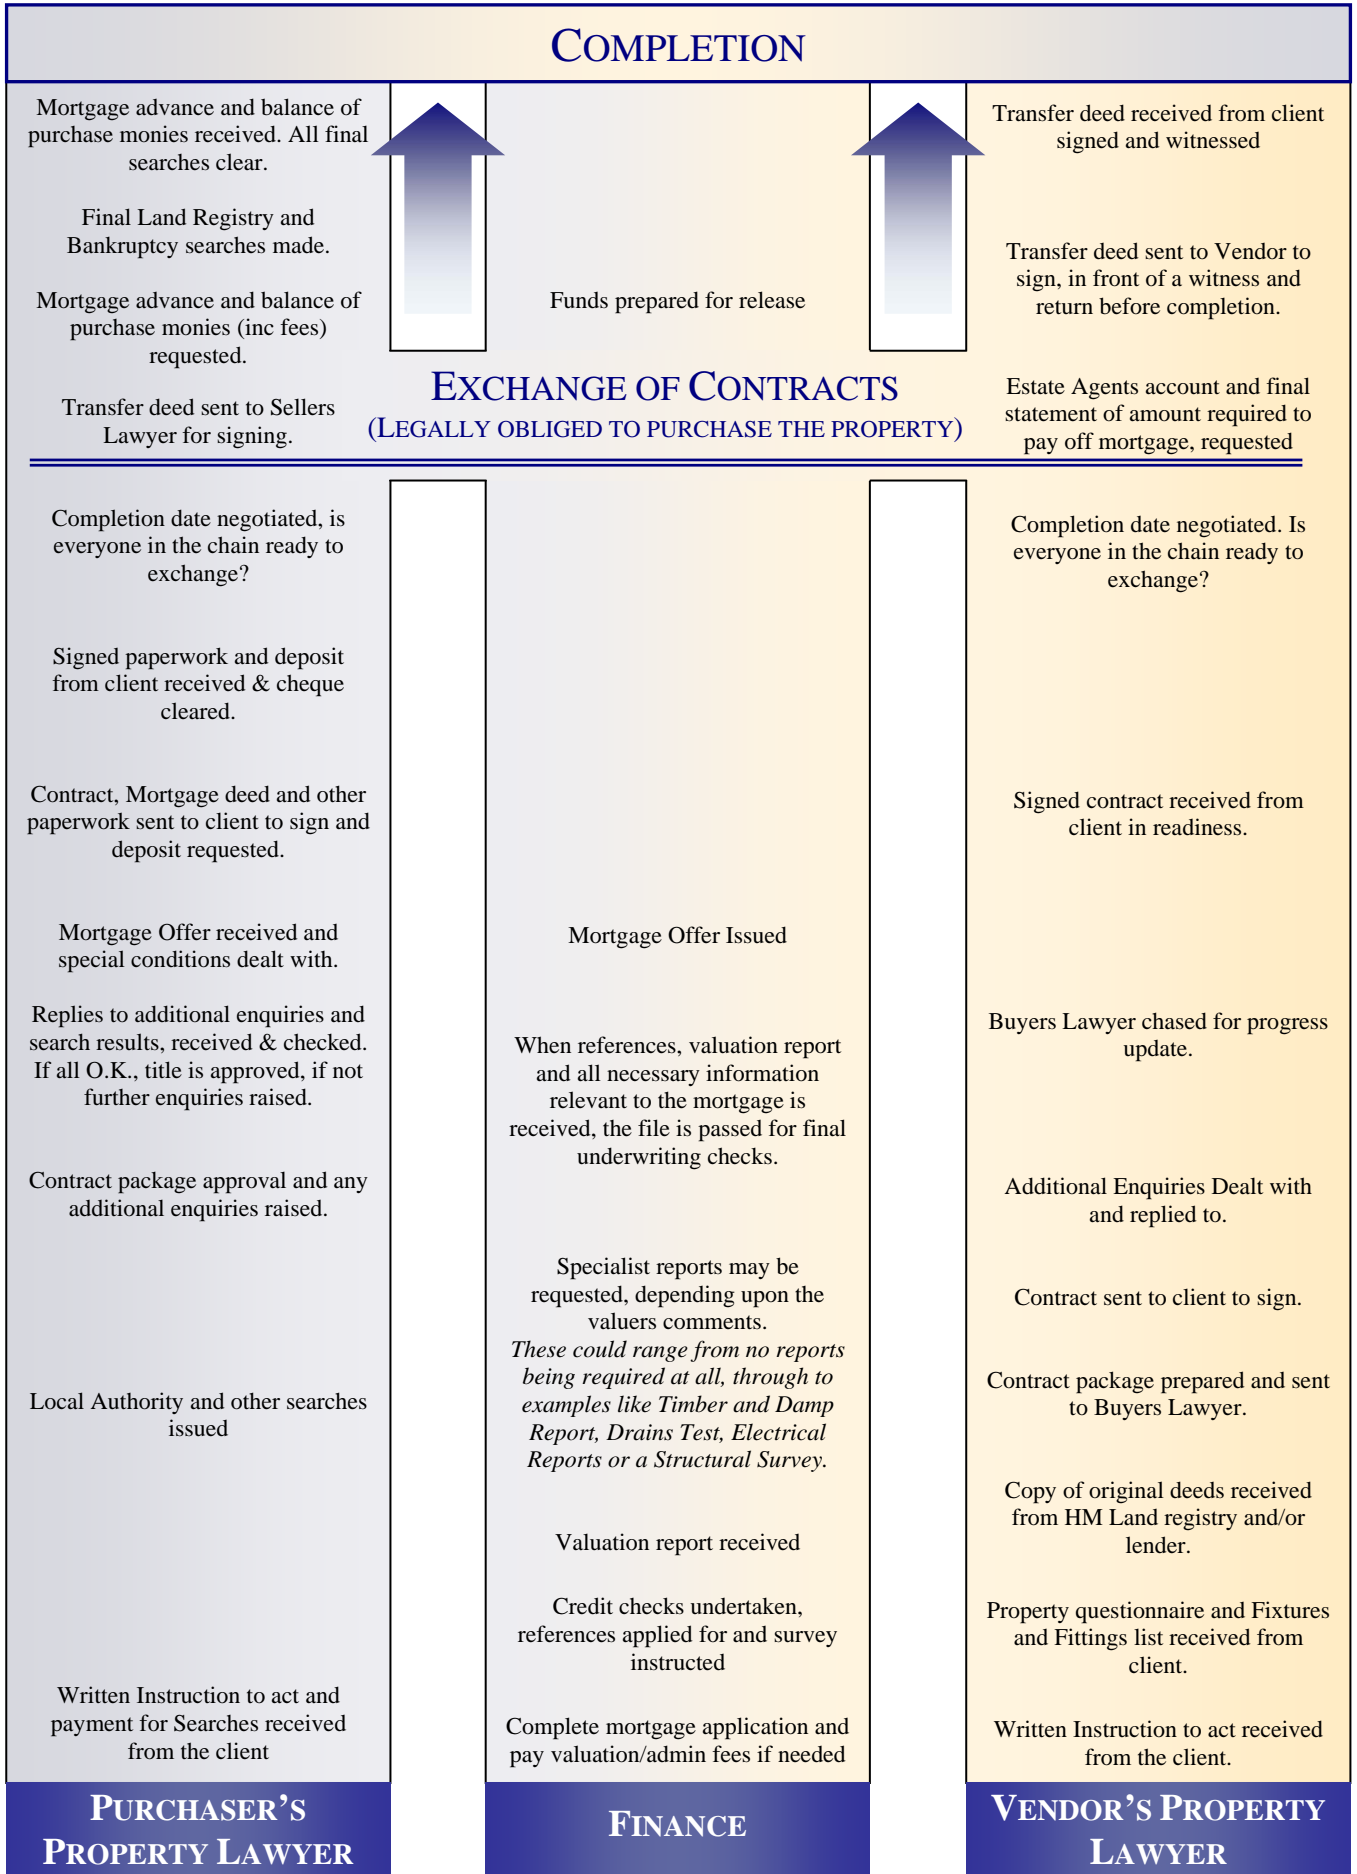 COMPLETION
Mortgage advance and balance of
purchase monies received. All final
searches clear.
Final Land Registry and
Bankruptcy searches made.
Mortgage advance and balance of
purchase monies (inc fees)
requested.
Transfer deed sent to Sellers
Lawyer for signing.
Funds prepared for release
Transfer deed received from client
signed and witnessed
Transfer deed sent to Vendor to
sign, in front of a witness and
return before completion.
Estate Agents account and final
statement of amount required to
pay off mortgage, requested
EXCHANGE OF CONTRACTS
(LEGALLY OBLIGED TO PURCHASE THE PROPERTY)
Completion date negotiated, is
everyone in the chain ready to
exchange?
Signed paperwork and deposit
from client received & cheque
cleared.
Contract, Mortgage deed and other
paperwork sent to client to sign and
deposit requested.
Mortgage Offer received and
special conditions dealt with.
Replies to additional enquiries and
search results, received & checked.
If all O.K., title is approved, if not
further enquiries raised.
Contract package approval and any
additional enquiries raised.
Local Authority and other searches
issued
Written Instruction to act and
payment for Searches received
from the client
PURCHASER'S
PROPERTY LAWYER
Mortgage Offer Issued
When references, valuation report
and all necessary information
relevant to the mortgage is
received, the file is passed for final
underwriting checks.
Specialist reports may be
requested, depending upon the
valuers comments.
These could range from no reports
being required at all, through to
examples like Timber and Damp
Report, Drains Test, Electrical
Reports or a Structural Survey.
Valuation report received
Credit checks undertaken,
references applied for and survey
instructed
Complete mortgage application and
pay valuation/admin fees if needed
FINANCE
Completion date negotiated. Is
everyone in the chain ready to
exchange?
Signed contract received from
client in readiness.
Buyers Lawyer chased for progress
update.
Additional Enquiries Dealt with
and replied to.
Contract sent to client to sign.
Contract package prepared and sent
to Buyers Lawyer.
Copy of original deeds received
from HM Land registry and/or
lender.
Property questionnaire and Fixtures
and Fittings list received from
client.
Written Instruction to act received
from the client.
VENDOR'S PROPERTY
LAWYER